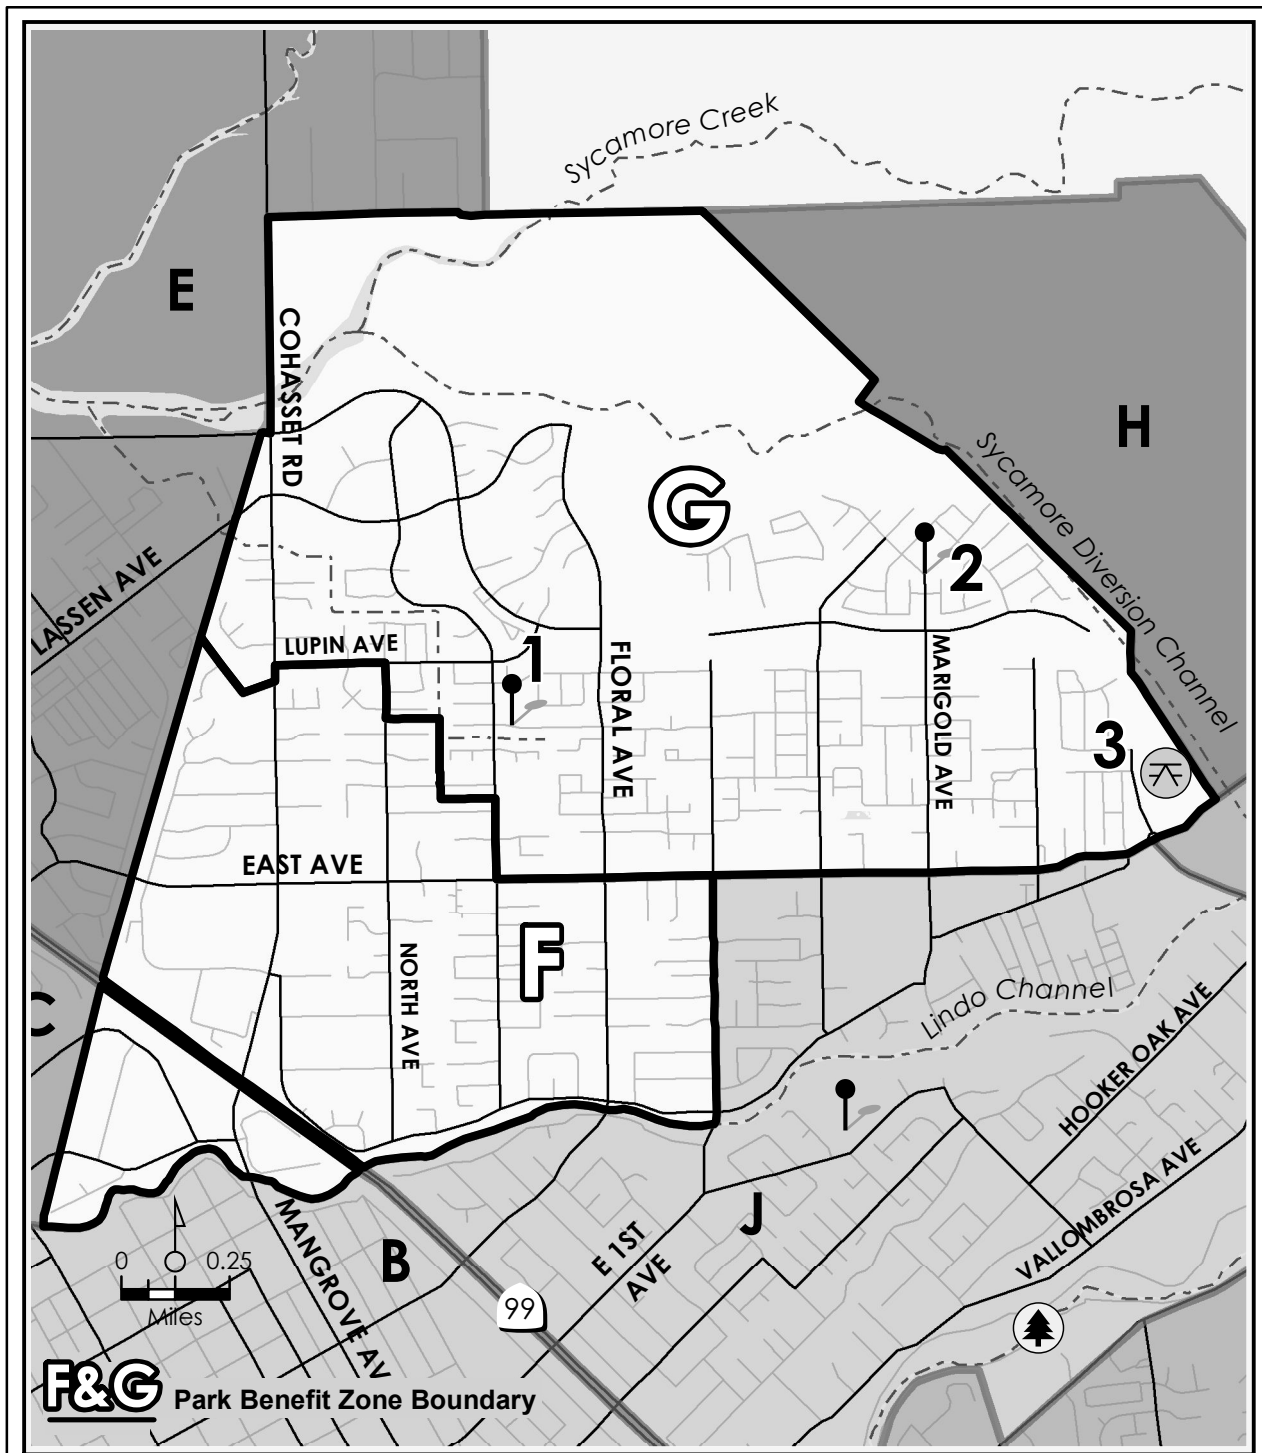 Sycamore Creek
E
COHASSET RD
H
G
Sycamore Diversion Channel
2
LASSEN AVE
LUPIN AVE
1
FLORAL AVE
MARIGOLD AVE
3
EAST AVE
F
NORTH AVE
C
Lindo Channel
HOOKER OAK AVE
VALLOMBROSA AVE
J
E 1ST
AVE
MANGROVE AV
B
0 0.25
Miles
99
F&G Park Benefit Zone Boundary